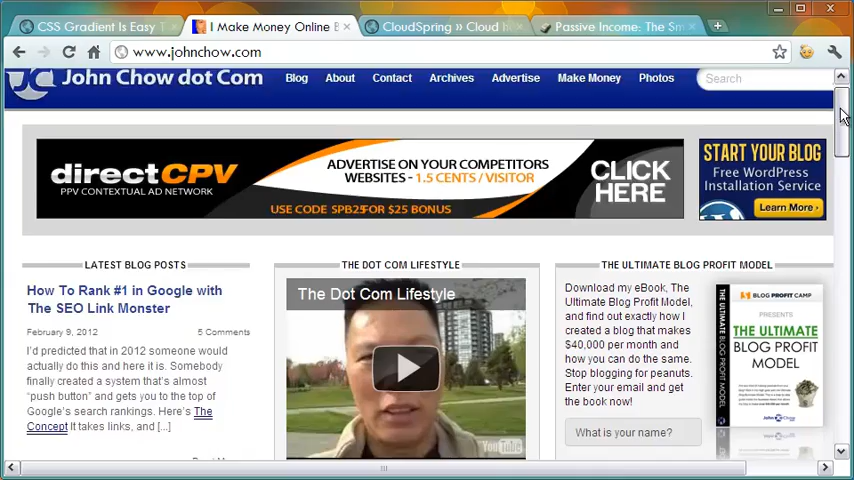 CSS Gradient Is Easy T
I Make Money Online B
CloudSpring » Cloud h
Passive Income: The Sm
www.johnchow.com
John Chow dot Com
Blog About Contact Archives Advertise Make Money Photos
Search
directCPV
PPV CONTEXTUAL AD NETWORK
ADVERTISE ON YOUR COMPETITORS
WEBSITES - 1.5 CENTS / VISITOR
USE CODE SPB25 FOR $25 BONUS
CLICK
HERE
START YOUR BLOG
Free WordPress
Installation Service
Learn More
LATEST BLOG POSTS
How To Rank #1 in Google with
The SEO Link Monster
February 9, 2012 5 Comments
I'd predicted that in 2012 someone would
actually do this and here it is. Somebody
finally created a system that's almost
"push button" and gets you to the top of
Google's search rankings. Here's The
Concept It takes links, and [...]
THE DOT COM LIFESTYLE
The Dot Com Lifestyle
YouTube
THE ULTIMATE BLOG PROFIT MODEL
Download my eBook, The
Ultimate Blog Profit Model,
and find out exactly how I
created a blog that makes
$40,000 per month and
how you can do the same.
Stop blogging for peanuts.
Enter your email and get
the book now!
What is your name?
THE ULTIMATE BLOG PROFIT MODEL
BLOG PROFIT CAMP
PRESENTS
THE ULTIMATE
BLOG PROFIT
MODEL
John Chow